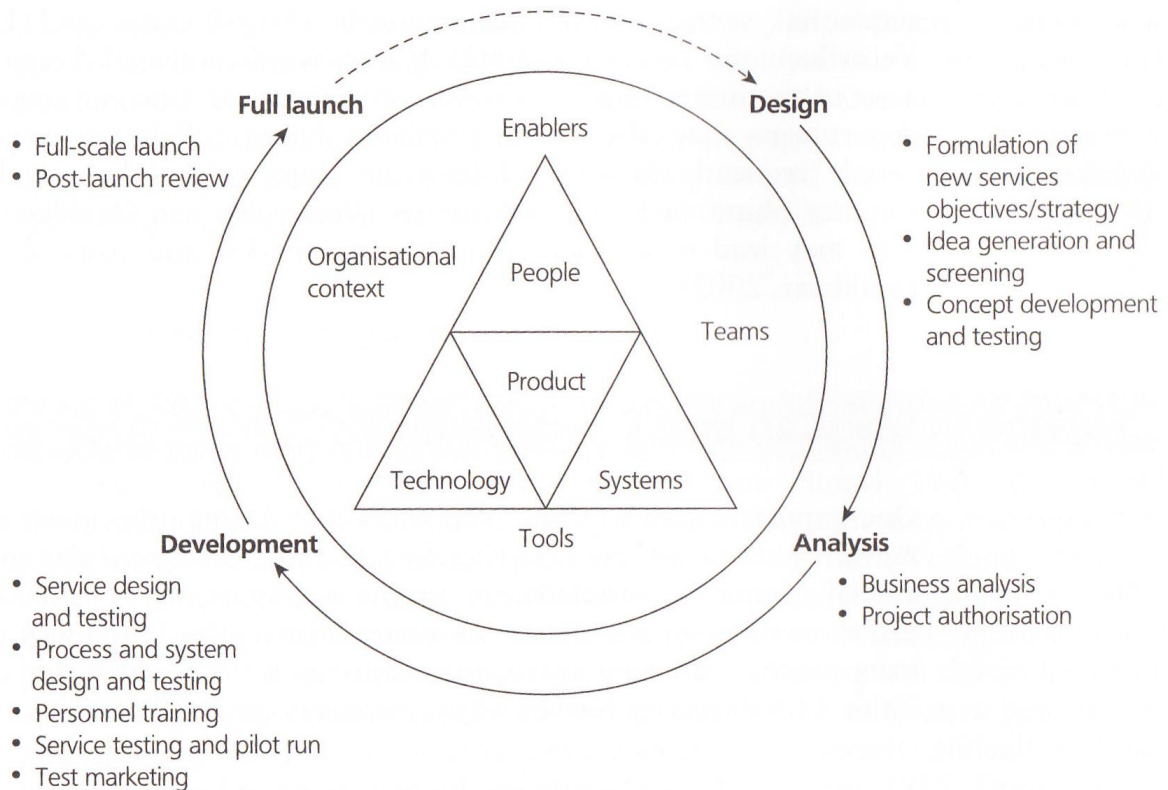 Full launch
• Full-scale launch
• Post-launch review
Design
• Formulation of
new services
objectives/strategy
• Idea generation and
screening
• Concept development
and testing
Enablers
Organisational
context
People
Teams
Product
Technology
Systems
Tools
Development
• Service design
and testing
• Process and system
design and testing
• Personnel training
• Service testing and pilot run
• Test marketing
Analysis
• Business analysis
• Project authorisation